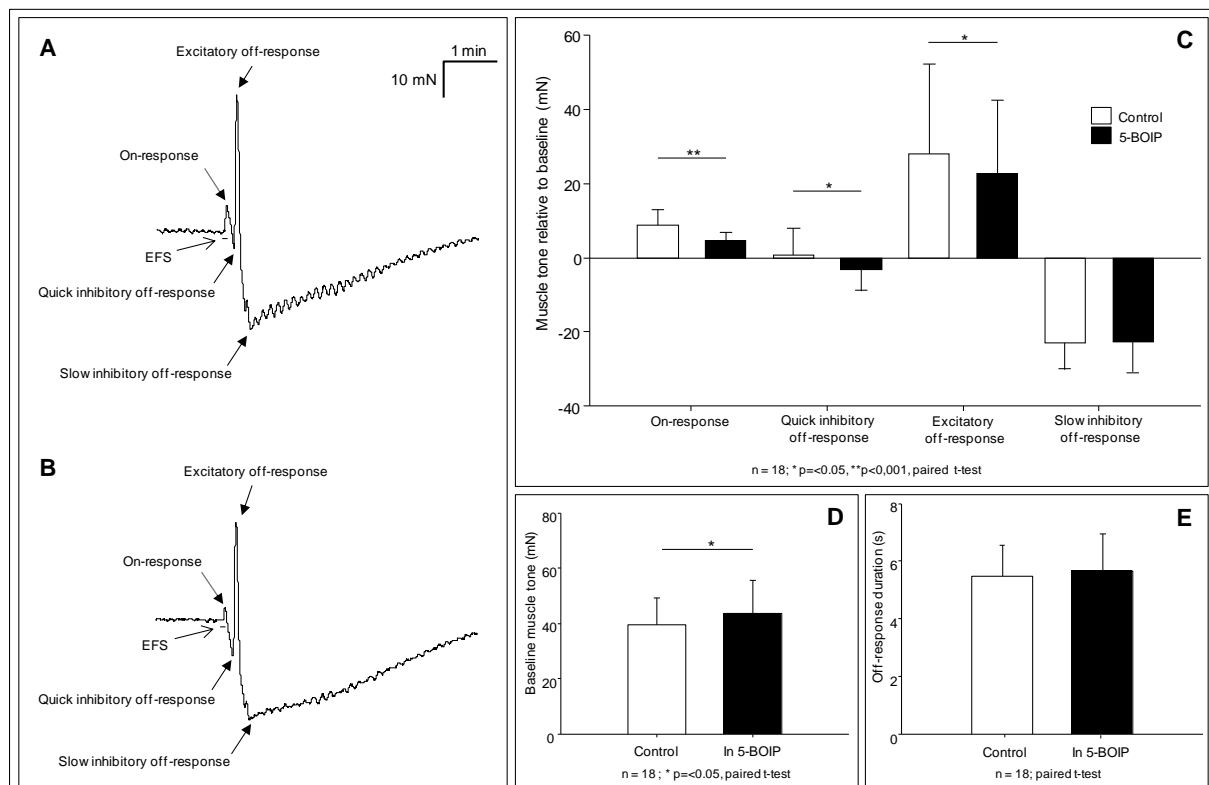 A
Excitatory off-response
1 min
10 mN
On-response
EFS
Quick inhibitory off-response
Slow inhibitory off-response
B
Excitatory off-response
On-response
EFS
Quick inhibitory off-response
Slow inhibitory off-response
C
Muscle tone relative to baseline (mN)
60
40
20
0
-20
-40
*
**
*
Control
5-BOIP
On-response
Quick inhibitory
off-response
Excitatory
off-response
Slow inhibitory
off-response
n = 18; * p=<0.05, **p<0,001, paired t-test
D
Baseline muscle tone (mN)
80
60
40
20
0
*
Control
In 5-BOIP
n = 18 ; * p=<0.05, paired t-test
E
Off-response duration (s)
8
6
4
2
0
Control
In 5-BOIP
n = 18; paired t-test